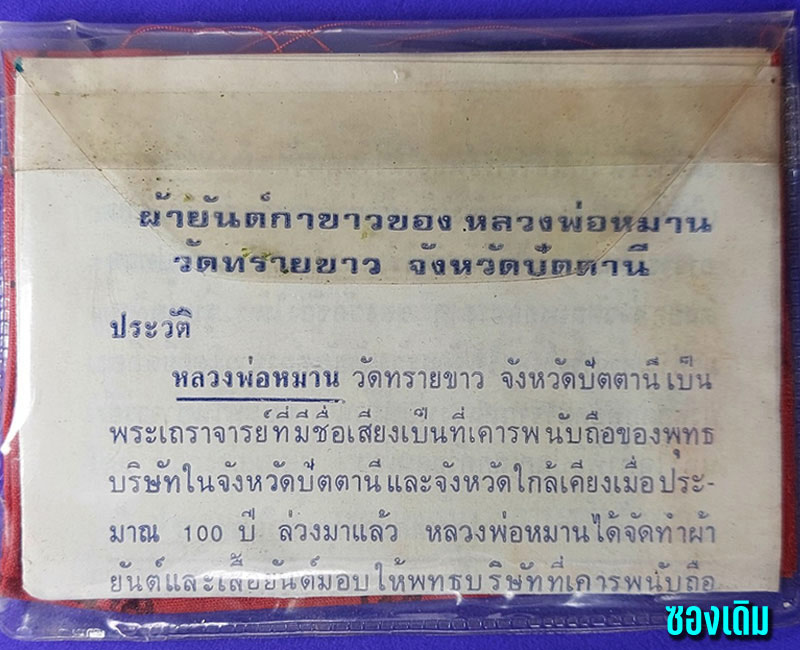 ผ้ายันต์กาขาวของ หลวงพ่อหมาน
วัดทรายขาว จังหวัดปัตตานี
ประวัติ
หลวงพ่อหมาน วัดทรายขาว จังหวัดปัตตานี เป็น
พระเถราจารย์ที่มีชื่อเสียงเป็นที่เคารพนับถือของพุทธ
บริษัทในจังหวัดปัตตานี และจังหวัดใกล้เคียงเมื่อประ-
มาณ 100 ปี ล่วงมาแล้ว หลวงพ่อหมานได้จัดทำผ้า
ยันต์และเสื้อยันต์มอบให้พุทธบริษัทที่เคารพนับถือ
ซองเดิม